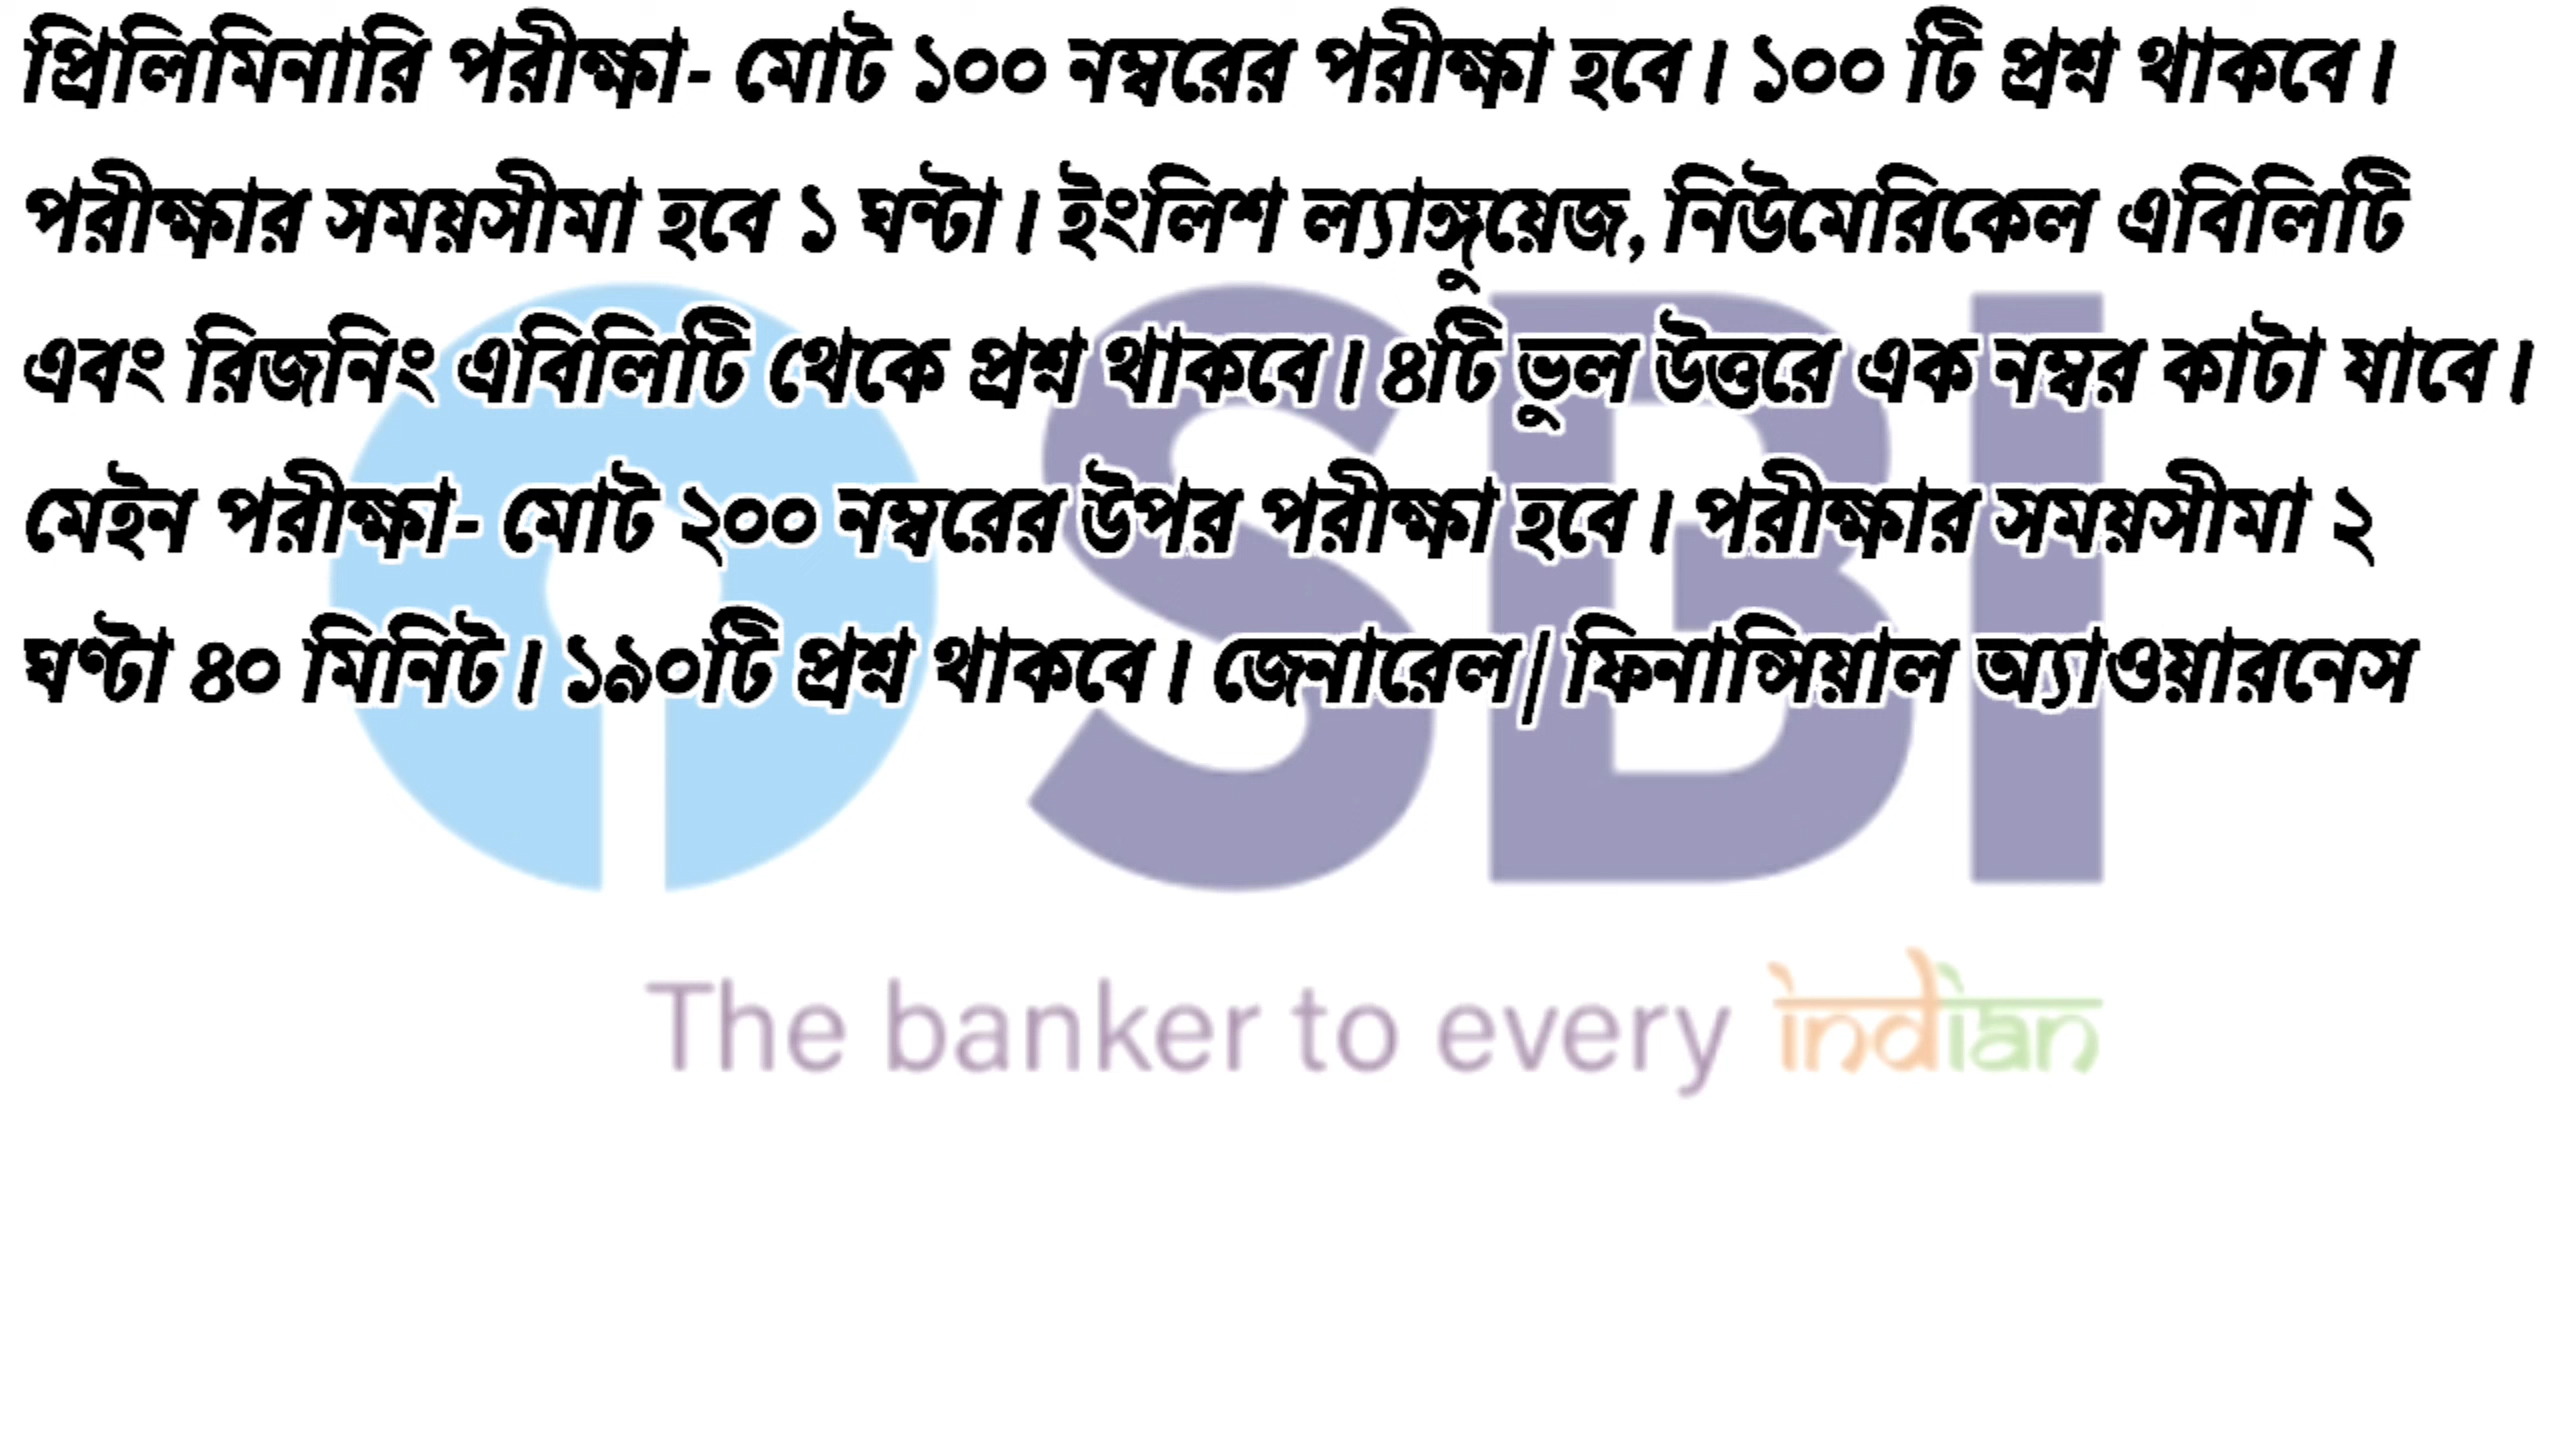 প্রিলিমিনারি পরীক্ষা- মোট ১০০ নম্বরের পরীক্ষা হবে। ১০০ টি প্রশ্ন থাকবে।
পরীক্ষার সময়সীমা হবে ১ ঘন্টা। ইংলিশ ল্যাঙ্গুয়েজ, নিউমেরিকেল এবিলিটি
এবং রিজনিং এবিলিটি থেকে প্রশ্ন থাকবে। ৪টি ভুল উত্তরে এক নম্বর কাটা যাবে।
মেইন পরীক্ষা- মোট ২০০ নম্বরের উপর পরীক্ষা হবে। পরীক্ষার সময়সীমা ২
ঘণ্টা ৪০ মিনিট। ১৯০টি প্রশ্ন থাকবে। জেনারেল/ ফিনান্সিয়াল অ্যাওয়ারনেস
SBI
The banker to every indian